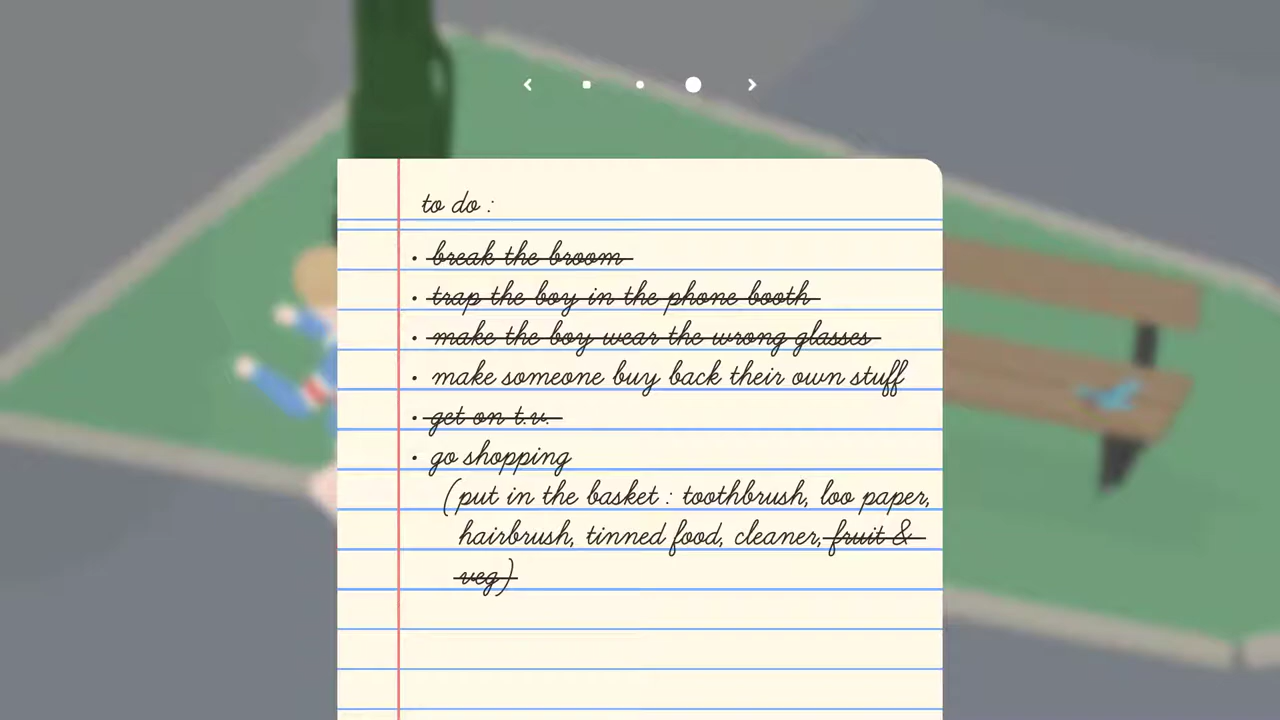 to do :
• break the broom
• trap the boy in the phone booth
• make the boy wear the wrong glasses
• make someone buy back their own stuff
• get on t.v.
• go shopping
(put in the basket : toothbrush, loo paper,
hairbrush, tinned food, cleaner, fruit &
veg)